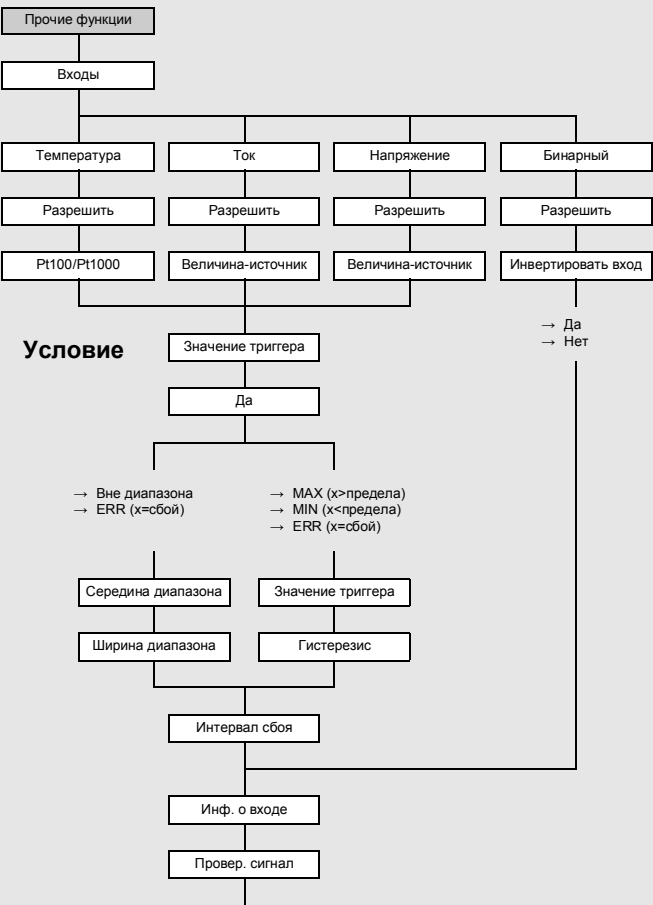 Прочие функции
Входы
Температура
Ток
Напряжение
Бинарный
Разрешить
Разрешить
Разрешить
Разрешить
Pt100/Pt1000
Величина-источник
Величина-источник
Инвертировать вход
→ Да
→ Нет
Условие
Значение триггера
Да
→ Вне диапазона
→ ERR (x=сбой)
→ MAX (x>предела)
→ MIN (x<предела)
→ ERR (x=сбой)
Середина диапазона
Значение триггера
Ширина диапазона
Гистерезис
Интервал сбоя
Инф. о входе
Провер. сигнал